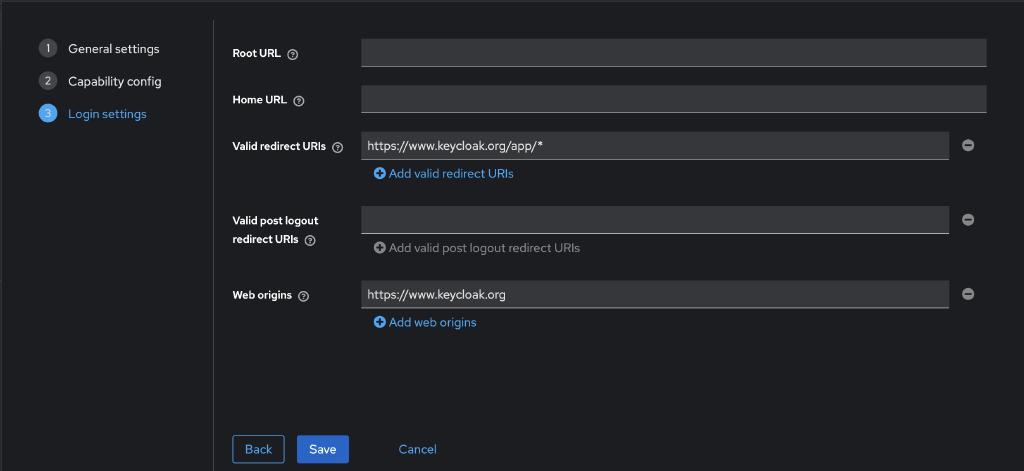 1 General settings
2 Capability config
3 Login settings
Root URL ?
Home URL ?
Valid redirect URIs ? https://www.keycloak.org/app/*
Add valid redirect URIs
Valid post logout
redirect URIs ?
Add valid post logout redirect URIs
Web origins ? https://www.keycloak.org
Add web origins
Back Save Cancel